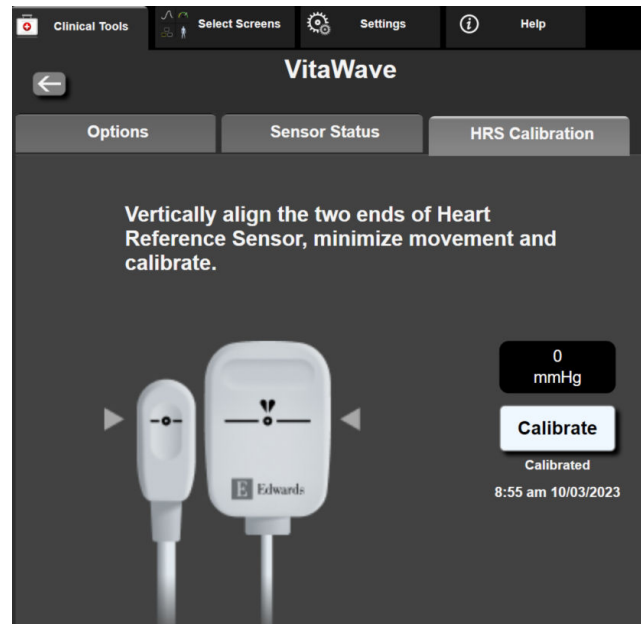 Clinical Tools
Select Screens
Settings
Help
VitaWave
Options
Sensor Status
HRS Calibration
Vertically align the two ends of Heart
Reference Sensor, minimize movement and
calibrate.
0
mmHg
Calibrate
Calibrated
8:55 am 10/03/2023
E Edwards